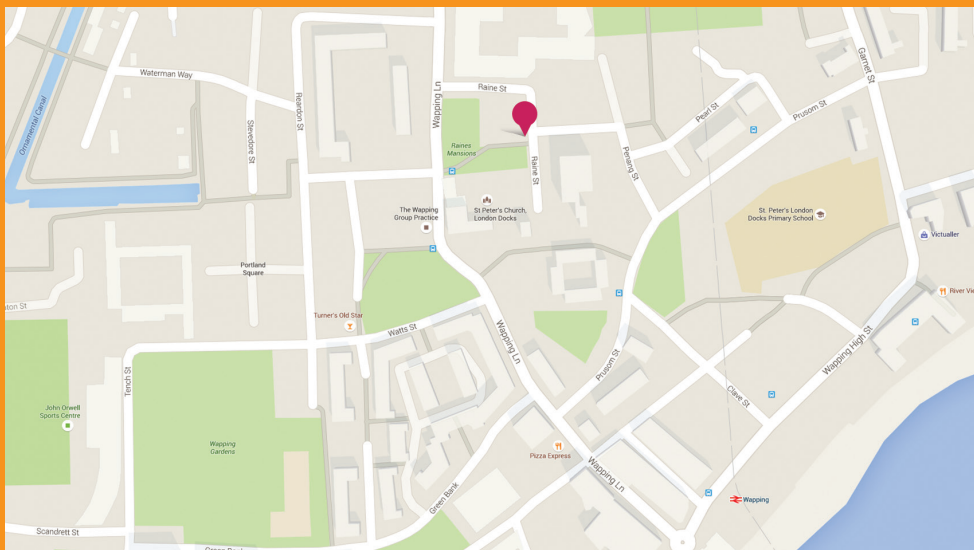 Waterman Way
Ornamental Canal
Stevedore St
Reardon St
Wapping Ln
Raine St
Raines
Mansions
Raine St
Penang St
Pearl St
Prusom St
Garnet St
The Wapping
Group Practice
St Peter's Church,
London Docks
St. Peter's London
Docks Primary School
Victualler
Portland
Square
ton St
River Vie
Turner's Old Star
Watts St
Wapping Ln
Prusom St
Wapping High St
Tench St
Clave St
John Orwell
Sports Centre
Wapping
Gardens
Pizza Express
Wapping Ln
Green Bank
Wapping
Scandrett St